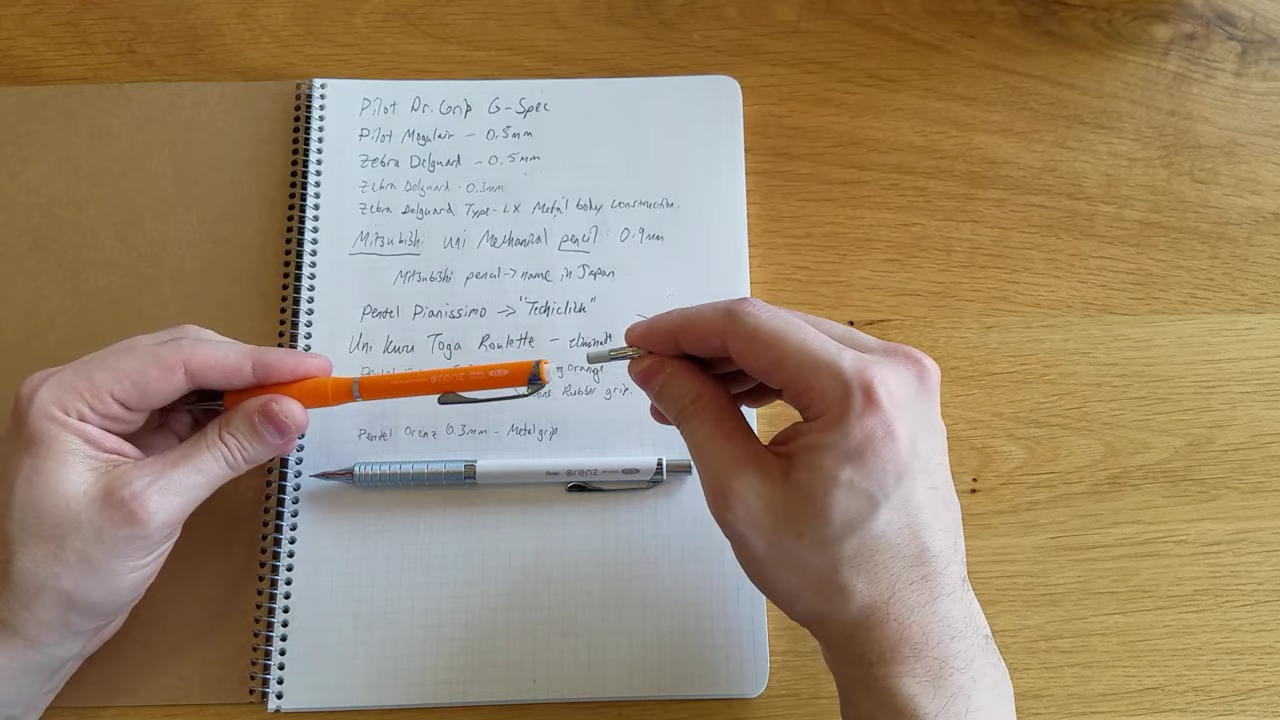 Pilot Dr. Grip G-Spec
Pilot Mogulair - 0.5mm
Zebra Delguard - 0.5mm
Zebra Delguard - 0.3mm
Zebra Delguard Type-LX Metal body construction.
Mitsubishi uni Mechanical pencil 0.9mm
Mitsubishi pencil -> name in Japan
Pentel Pianissimo -> "Techiclick"
Uni Kuru Toga Roulette -
orange
Orenz
Rubber grip.
Pentel Orenz 0.3mm - Metal grip
Pentel Orenz